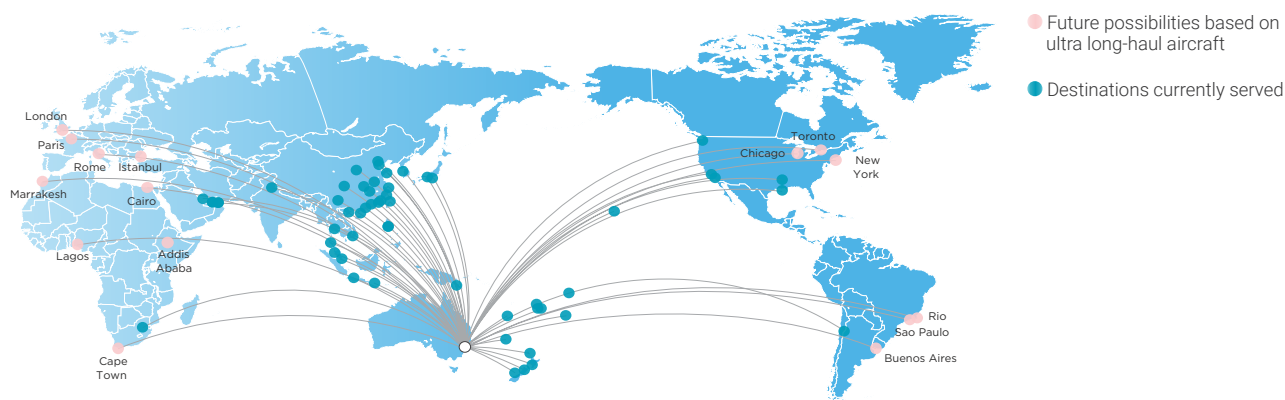 Future possibilities based on
ultra long-haul aircraft
Destinations currently served
London
Paris
Rome
Istanbul
Marrakesh
Cairo
Lagos
Addis
Ababa
Cape
Town
Toronto
Chicago
New
York
Rio
Sao Paulo
Buenos Aires